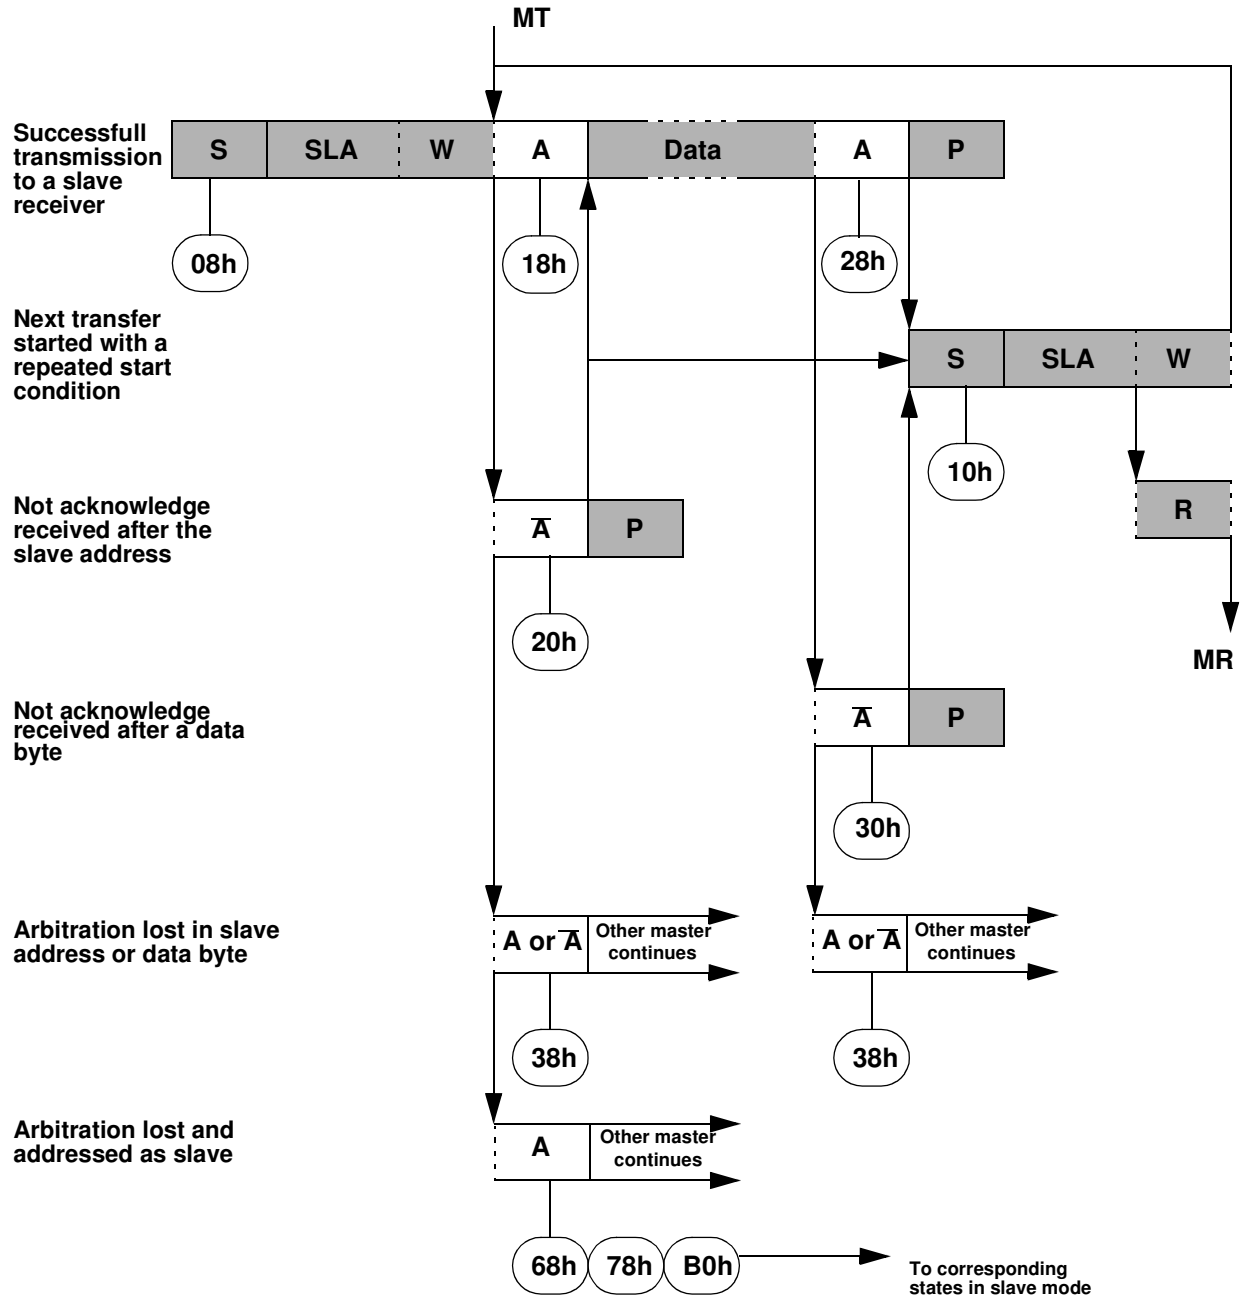 MT
Successfull
transmission
to a slave
receiver
S SLA W A Data A P
08h 18h 28h
Next transfer
started with a
repeated start
condition
S SLA W
10h
Not acknowledge
received after the
slave address
A̅ P
R
20h
MR
Not acknowledge
received after a data
byte
A̅ P
30h
Arbitration lost in slave
address or data byte
A or A̅
Other master
continues
A or A̅
Other master
continues
38h 38h
Arbitration lost and
addressed as slave
A
Other master
continues
68h 78h B0h
To corresponding
states in slave mode